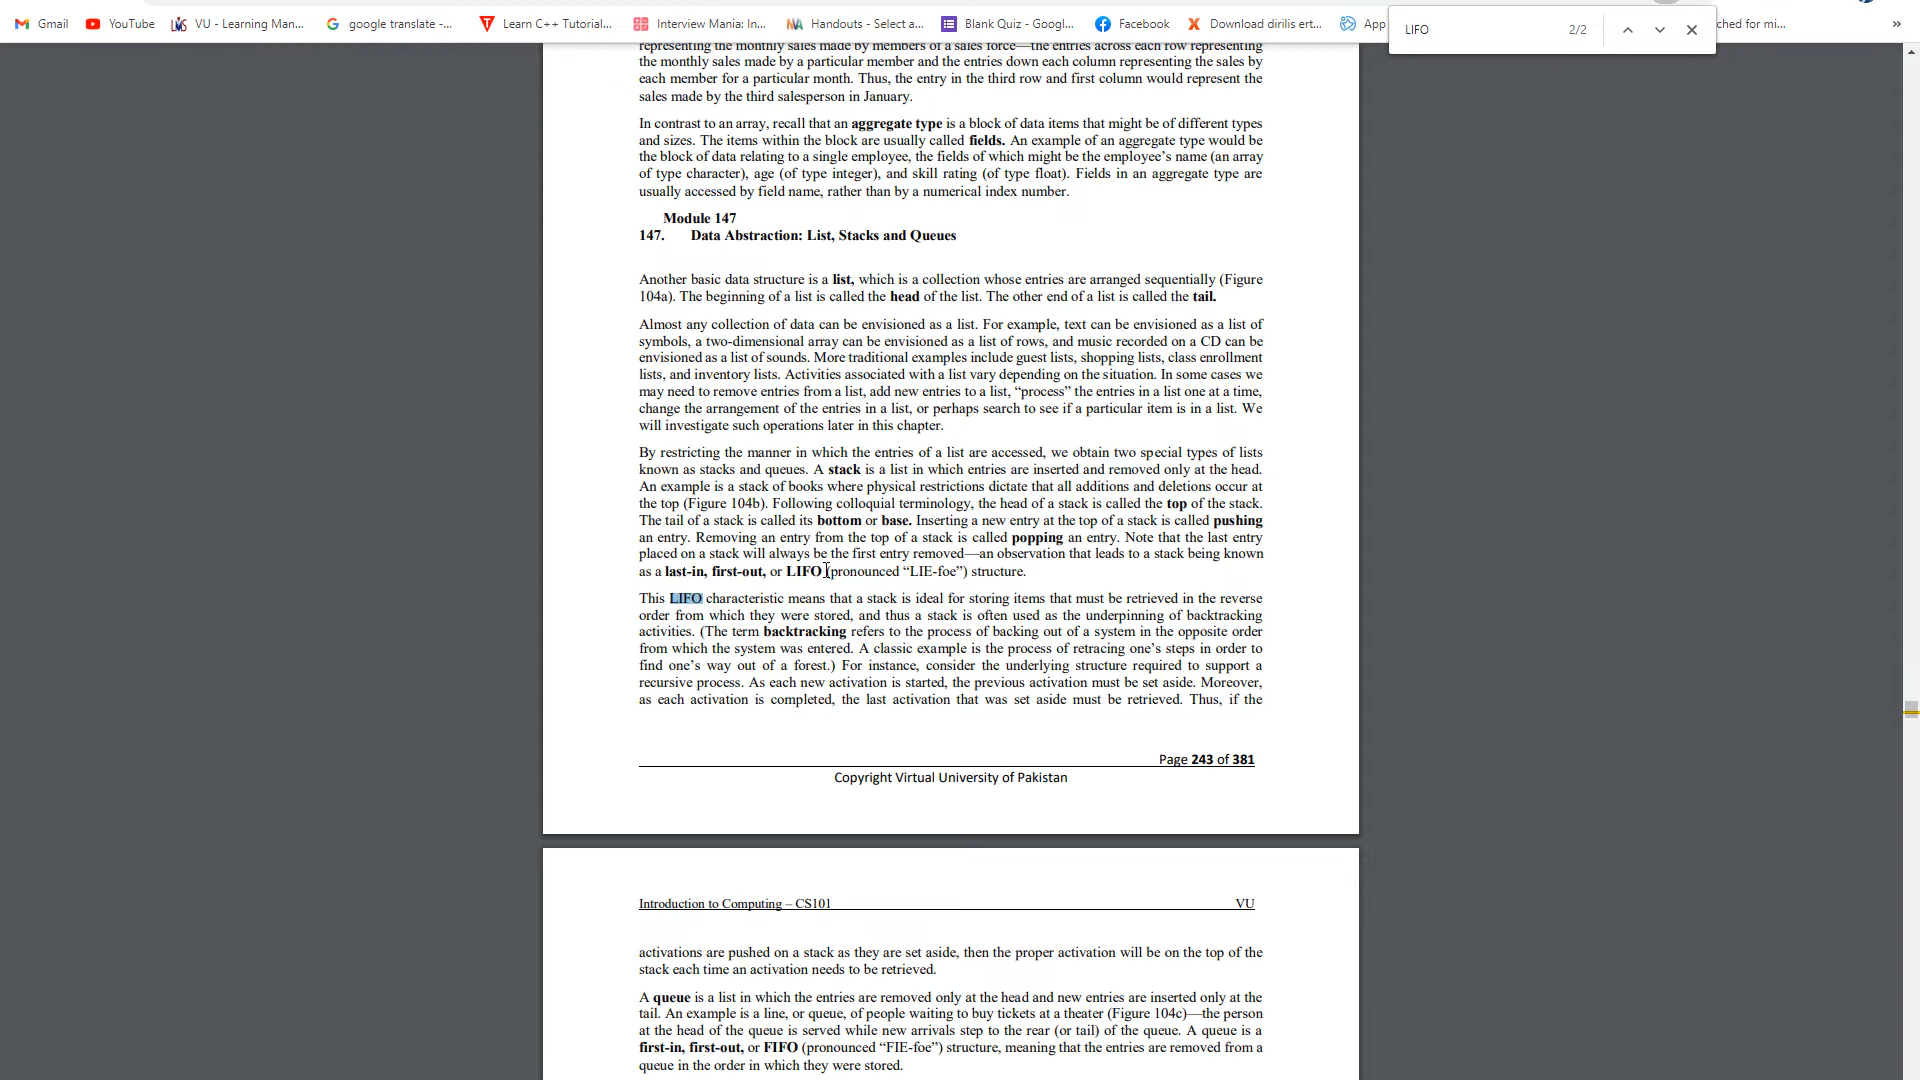 Gmail
YouTube
VU - Learning Man...
google translate -...
Learn C++ Tutorial...
Interview Mania: In...
Handouts - Select a...
Blank Quiz - Googl...
Facebook
Download dirilis ert...
App
LIFO
2/2
ched for mi...
»
representing the monthly sales made by members of a sales force—the entries across each row representing
the monthly sales made by a particular member and the entries down each column representing the sales by
each member for a particular month. Thus, the entry in the third row and first column would represent the
sales made by the third salesperson in January.
In contrast to an array, recall that an aggregate type is a block of data items that might be of different types
and sizes. The items within the block are usually called fields. An example of an aggregate type would be
the block of data relating to a single employee, the fields of which might be the employee’s name (an array
of type character), age (of type integer), and skill rating (of type float). Fields in an aggregate type are
usually accessed by field name, rather than by a numerical index number.
Module 147
147. Data Abstraction: List, Stacks and Queues
Another basic data structure is a list, which is a collection whose entries are arranged sequentially (Figure
104a). The beginning of a list is called the head of the list. The other end of a list is called the tail.
Almost any collection of data can be envisioned as a list. For example, text can be envisioned as a list of
symbols, a two-dimensional array can be envisioned as a list of rows, and music recorded on a CD can be
envisioned as a list of sounds. More traditional examples include guest lists, shopping lists, class enrollment
lists, and inventory lists. Activities associated with a list vary depending on the situation. In some cases we
may need to remove entries from a list, add new entries to a list, “process” the entries in a list one at a time,
change the arrangement of the entries in a list, or perhaps search to see if a particular item is in a list. We
will investigate such operations later in this chapter.
By restricting the manner in which the entries of a list are accessed, we obtain two special types of lists
known as stacks and queues. A stack is a list in which entries are inserted and removed only at the head.
An example is a stack of books where physical restrictions dictate that all additions and deletions occur at
the top (Figure 104b). Following colloquial terminology, the head of a stack is called the top of the stack.
The tail of a stack is called its bottom or base. Inserting a new entry at the top of a stack is called pushing
an entry. Removing an entry from the top of a stack is called popping an entry. Note that the last entry
placed on a stack will always be the first entry removed—an observation that leads to a stack being known
as a last-in, first-out, or LIFO (pronounced “LIE-foe”) structure.
This LIFO characteristic means that a stack is ideal for storing items that must be retrieved in the reverse
order from which they were stored, and thus a stack is often used as the underpinning of backtracking
activities. (The term backtracking refers to the process of backing out of a system in the opposite order
from which the system was entered. A classic example is the process of retracing one’s steps in order to
find one’s way out of a forest.) For instance, consider the underlying structure required to support a
recursive process. As each new activation is started, the previous activation must be set aside. Moreover,
as each activation is completed, the last activation that was set aside must be retrieved. Thus, if the
Page 243 of 381
Copyright Virtual University of Pakistan
Introduction to Computing – CS101 VU
activations are pushed on a stack as they are set aside, then the proper activation will be on the top of the
stack each time an activation needs to be retrieved.
A queue is a list in which the entries are removed only at the head and new entries are inserted only at the
tail. An example is a line, or queue, of people waiting to buy tickets at a theater (Figure 104c)—the person
at the head of the queue is served while new arrivals step to the rear (or tail) of the queue. A queue is a
first-in, first-out, or FIFO (pronounced “FIE-foe”) structure, meaning that the entries are removed from a
queue in the order in which they were stored.